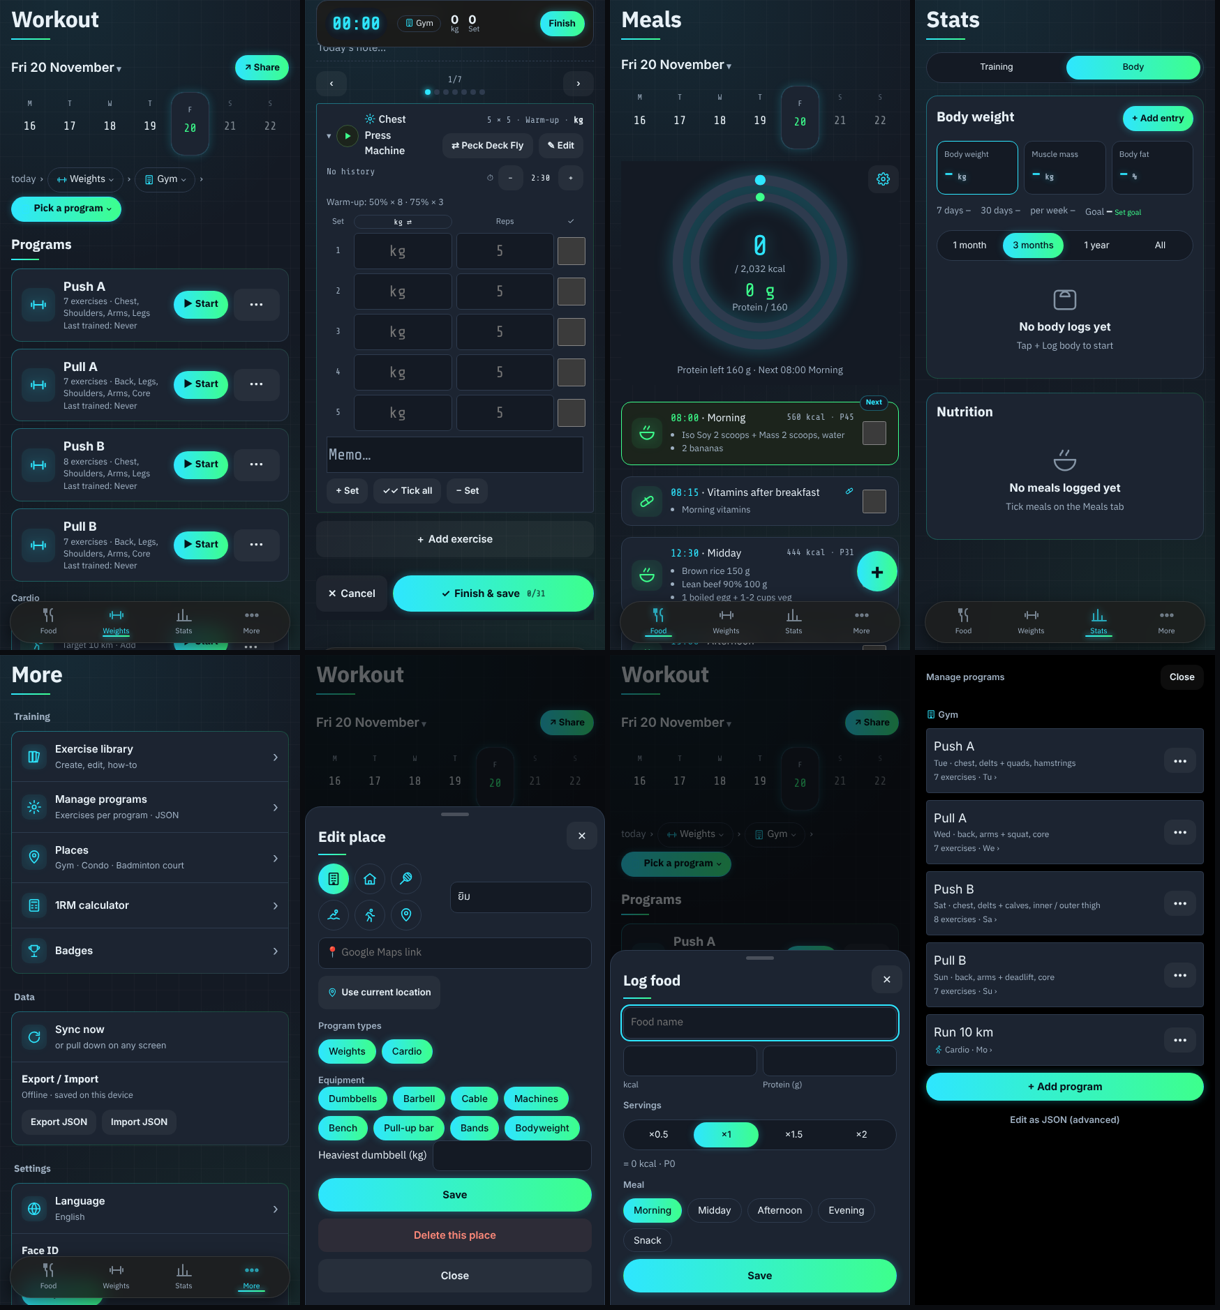 Workout
Fri 20 November ▾
↗ Share
M T W T F S S
16 17 18 19 20 21 22
today › Weights › Gym ›
Pick a program
Programs
Push A
7 exercises · Chest,
Shoulders, Arms, Legs
Last trained: Never
▶ Start
•••
Pull A
7 exercises · Back, Legs,
Shoulders, Arms, Core
Last trained: Never
▶ Start
•••
Push B
8 exercises · Chest,
Shoulders, Arms, Legs
Last trained: Never
▶ Start
•••
Pull B
7 exercises · Back, Legs,
Shoulders, Arms, Core
Last trained: Never
▶ Start
•••
Cardio
Target 10 km · Add
Food Weights Stats More
00:00
Gym
0 0
kg Set
Finish
Today's note...
‹ 1/7 ›
Chest
Press
Machine
5 × 5 · Warm-up · kg
⇄ Peck Deck Fly
✎ Edit
No history
− 2:30 +
Warm-up: 50% × 8 · 75% × 3
Set kg ⇄ Reps ✓
1 kg 5
2 kg 5
3 kg 5
4 kg 5
5 kg 5
Memo…
+ Set
✓✓ Tick all
− Set
+ Add exercise
✕ Cancel
✓ Finish & save 0/31
Meals
Fri 20 November ▾
M T W T F S S
16 17 18 19 20 21 22
0
/ 2,032 kcal
0 g
Protein / 160
Protein left 160 g · Next 08:00 Morning
Next
08:00 · Morning
560 kcal · P45
• Iso Soy 2 scoops + Mass 2 scoops, water
• 2 bananas
08:15 · Vitamins after breakfast
• Morning vitamins
12:30 · Midday
444 kcal · P31
• Brown rice 150 g
• Lean beef 90% 100 g
• 1 boiled egg + 1-2 cups veg
+
Food Weights Stats More
Stats
Training Body
Body weight
+ Add entry
Body weight
– kg
Muscle mass
– kg
Body fat
– %
7 days – 30 days – per week – Goal – Set goal
1 month 3 months 1 year All
No body logs yet
Tap + Log body to start
Nutrition
No meals logged yet
Tick meals on the Meals tab
Food Weights Stats More
More
Training
Exercise library
Create, edit, how-to
Manage programs
Exercises per program · JSON
Places
Gym · Condo · Badminton court
1RM calculator
Badges
Data
Sync now
or pull down on any screen
Export / Import
Offline · saved on this device
Export JSON
Import JSON
Settings
Language
English
Face ID
Food Weights Stats More
Workout
Fri 20 November ▾
↗ Share
M T W T F S S
16 17 18 19 20 21 22
Edit place
✕
ยิม
📍 Google Maps link
Use current location
Program types
Weights Cardio
Equipment
Dumbbells Barbell Cable Machines
Bench Pull-up bar Bands Bodyweight
Heaviest dumbbell (kg)
Save
Delete this place
Close
Workout
Fri 20 November ▾
↗ Share
M T W T F S S
16 17 18 19 20 21 22
today › Weights › Gym ›
Pick a program
Programs
Push A
Log food
✕
Food name
kcal
Protein (g)
Servings
×0.5 ×1 ×1.5 ×2
= 0 kcal · P0
Meal
Morning Midday Afternoon Evening
Snack
Save
Manage programs
Close
Gym
Push A
Tue · chest, delts + quads, hamstrings
7 exercises · Tu ›
•••
Pull A
Wed · back, arms + squat, core
7 exercises · We ›
•••
Push B
Sat · chest, delts + calves, inner / outer thigh
8 exercises · Sa ›
•••
Pull B
Sun · back, arms + deadlift, core
7 exercises · Su ›
•••
Run 10 km
Cardio · Mo ›
•••
+ Add program
Edit as JSON (advanced)